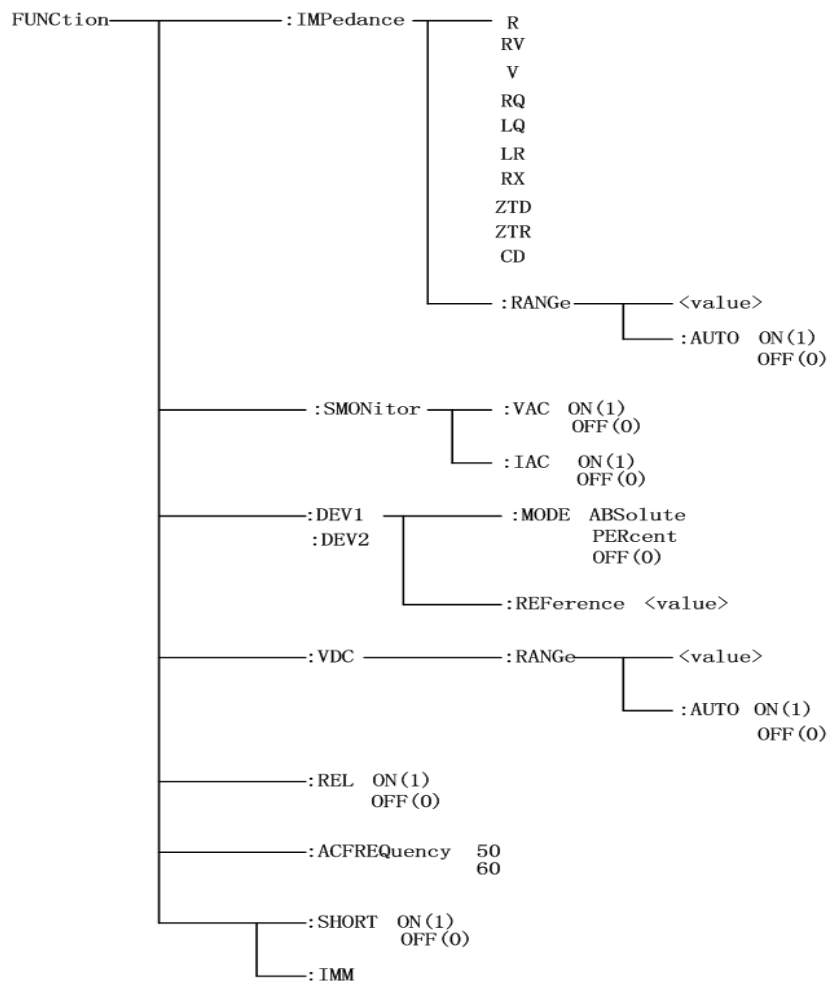 FUNCtion :IMPedance R
RV
V
RQ
LQ
LR
RX
ZTD
ZTR
CD
:RANGe <value>
:AUTO ON(1)
OFF(0)
:SMONitor :VAC ON(1)
OFF(0)
:IAC ON(1)
OFF(0)
:DEV1 :MODE ABSolute
:DEV2 PERcent
OFF(0)
:REFerence <value>
:VDC :RANGe <value>
:AUTO ON(1)
OFF(0)
:REL ON(1)
OFF(0)
:ACFREQuency 50
60
:SHORT ON(1)
OFF(0)
:IMM